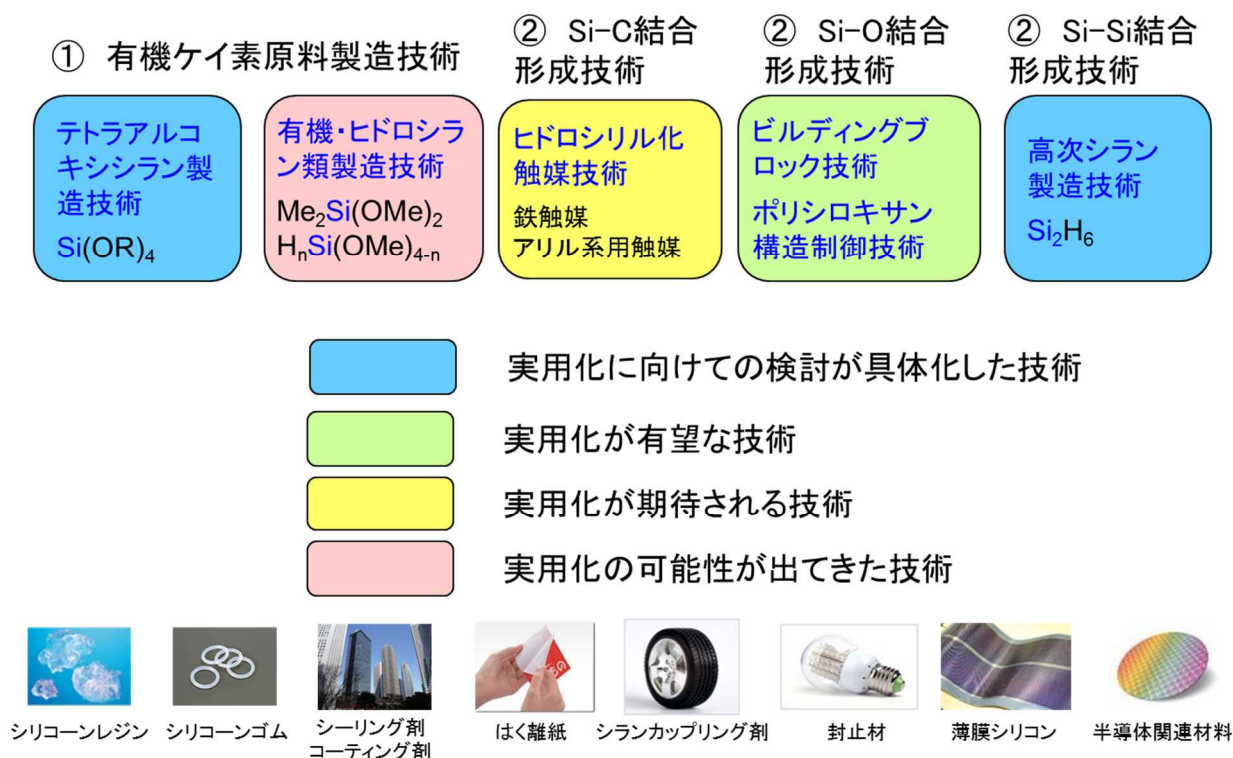 ① 有機ケイ素原料製造技術
② Si-C結合
形成技術
② Si-O結合
形成技術
② Si-Si結合
形成技術
テトラアルコ
キシシラン製
造技術
Si(OR)4
有機・ヒドロシラ
ン類製造技術
Me2Si(OMe)2
HnSi(OMe)4-n
ヒドロシリル化
触媒技術
鉄触媒
アリル系用触媒
ビルディングブ
ロック技術
ポリシロキサン
構造制御技術
高次シラン
製造技術
Si2H6
実用化に向けての検討が具体化した技術
実用化が有望な技術
実用化が期待される技術
実用化の可能性が出てきた技術
シリコーンレジン
シリコーンゴム
シーリング剤
コーティング剤
はく離紙
シランカップリング剤
封止材
薄膜シリコン
半導体関連材料